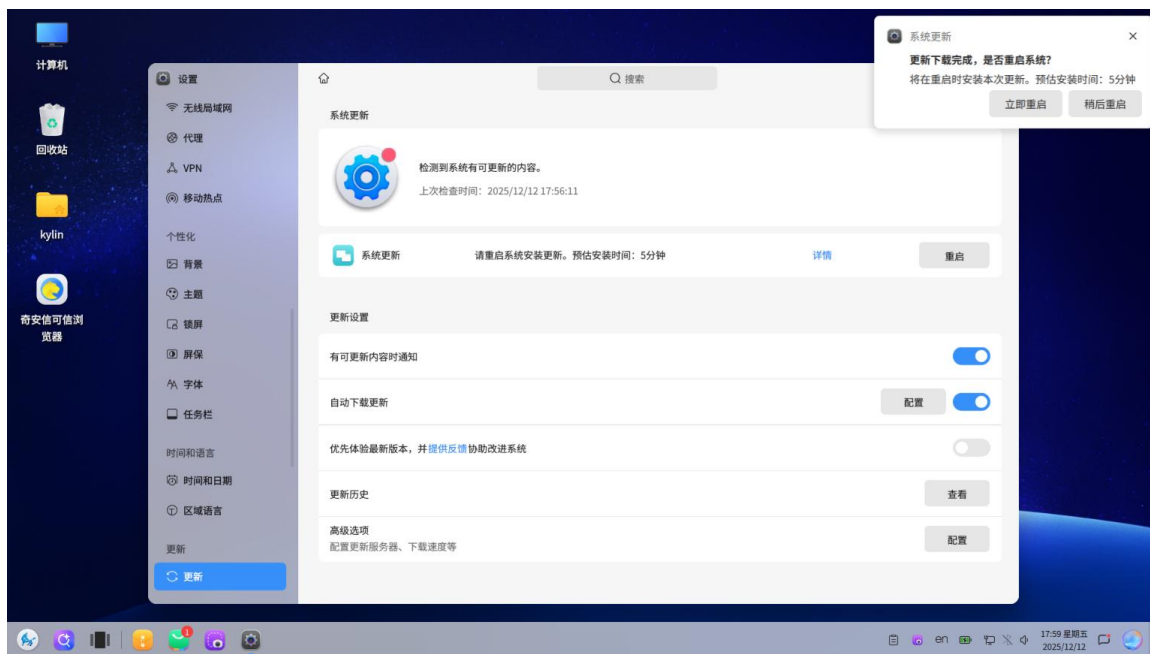 计算机
回收站
kylin
奇安信可信浏
览器
设置
无线局域网
代理
VPN
移动热点
个性化
背景
主题
锁屏
屏保
字体
任务栏
时间和语言
时间和日期
区域语言
更新
更新
搜索
系统更新
检测到系统有可更新的内容。
上次检查时间：2025/12/12 17:56:11
系统更新 请重启系统安装更新。预估安装时间：5分钟 详情 重启
更新设置
有可更新内容时通知
自动下载更新 配置
优先体验最新版本，并提供反馈协助改进系统
更新历史 查看
高级选项
配置更新服务器、下载速度等 配置
系统更新
更新下载完成，是否重启系统？
将在重启时安装本次更新。预估安装时间：5分钟
立即重启 稍后重启
1
en
17:59 星期五
2025/12/12